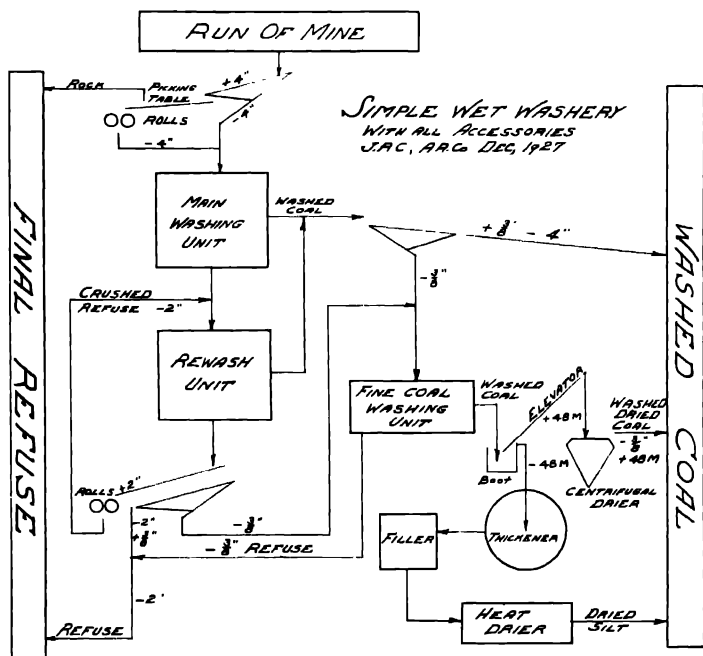 RUN OF MINE
+4"
-4"
ROCK
PICKING
TABLE
ROLLS
-4"
SIMPLE WET WASHERY
WITH ALL ACCESSORIES
J.R.C., A.R.Co DEC, 1927
FINAL REFUSE
MAIN
WASHING
UNIT
WASHED
COAL
+3/8" -4"
-3/8"
CRUSHED
REFUSE -2"
REWASH
UNIT
FINE COAL
WASHING
UNIT
WASHED
COAL
ELEVATOR
+48M
-48M
BOOT
WASHED
DRIED
COAL
-3/8"
+48M
CENTRIFUGAL
DRIER
WASHED COAL
ROLLS
+2"
-2"
+3/8"
-3/8"
-3/8" REFUSE
-2'
REFUSE
FILLER
THICKENER
HEAT
DRIER
DRIED
SILT